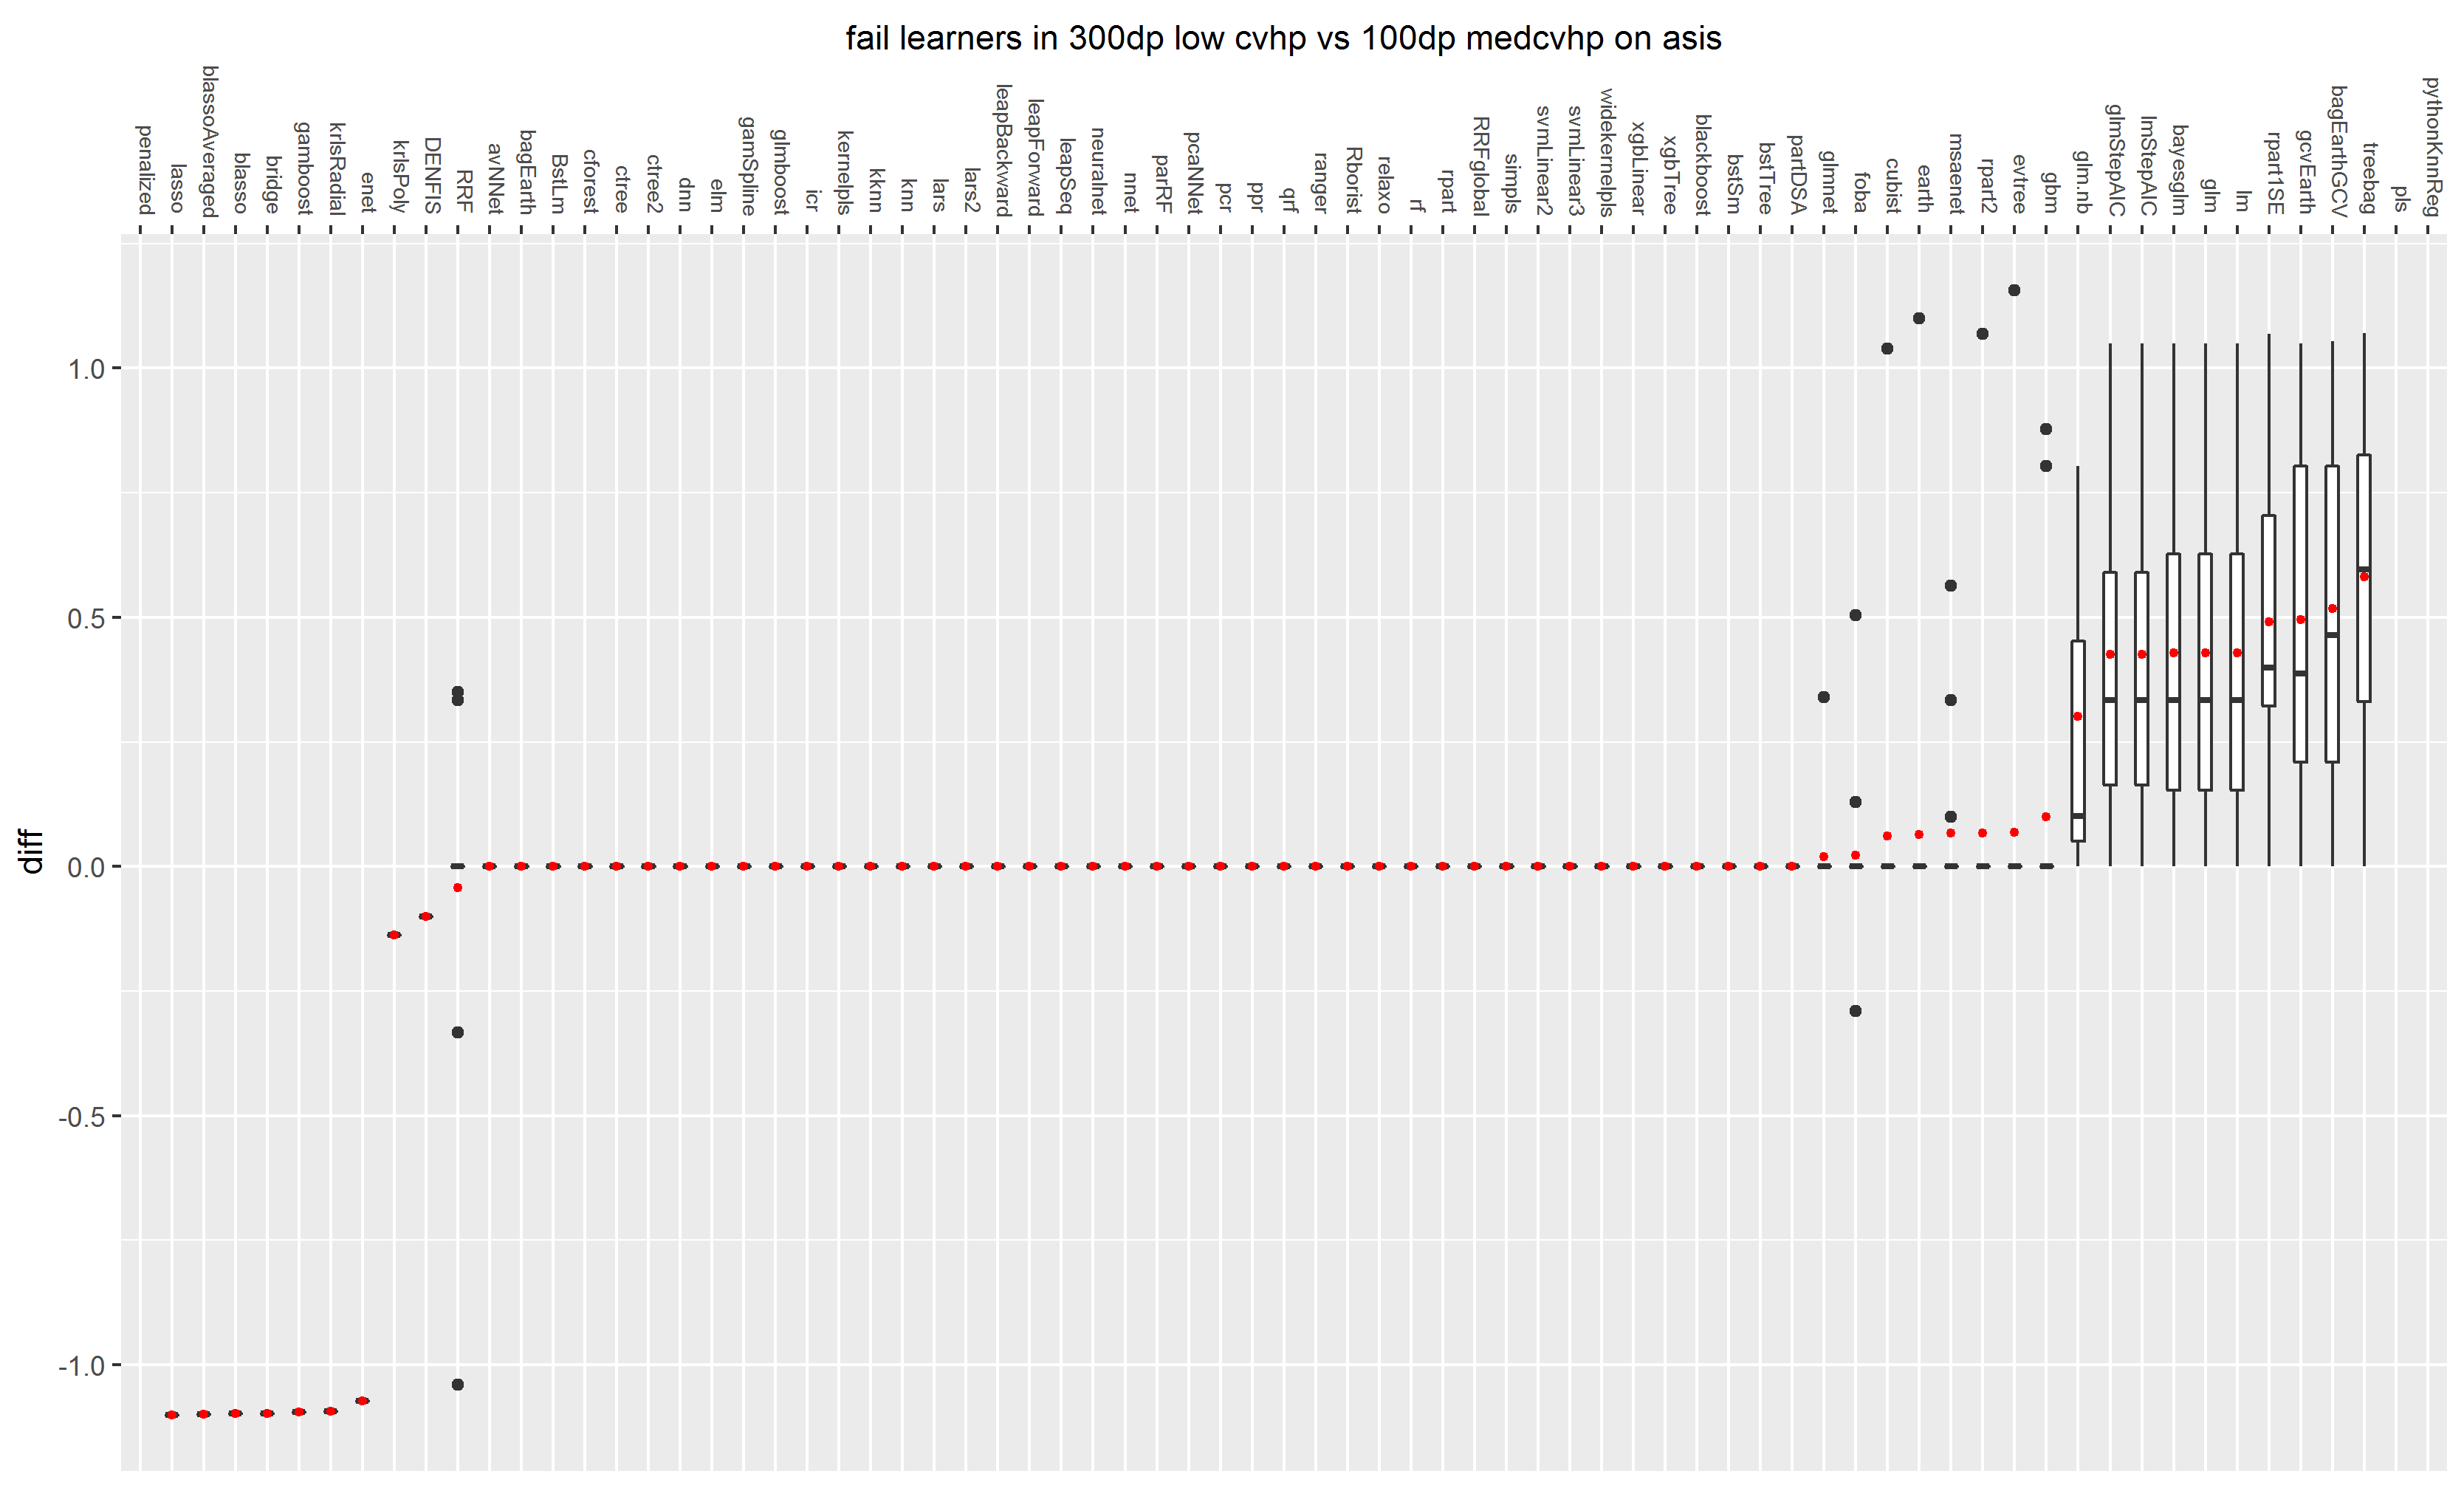 fail learners in 300dp low cvhp vs 100dp medcvhp on asis
penalized
lasso
blassoAveraged
blasso
bridge
gamboost
krlsRadial
enet
krlsPoly
DENFIS
RRF
avNNet
bagEarth
BstLm
cforest
ctree
ctree2
dnn
elm
gamSpline
glmboost
icr
kernelpls
kknn
knn
lars
lars2
leapBackward
leapForward
leapSeq
neuralnet
nnet
parRF
pcaNNet
pcr
ppr
qrf
ranger
Rborist
relaxo
rf
rpart
RRFglobal
simpls
svmLinear2
svmLinear3
widekernelpls
xgbLinear
xgbTree
blackboost
bstSm
bstTree
partDSA
glmnet
foba
cubist
earth
msaenet
rpart2
evtree
gbm
glm.nb
glmStepAIC
lmStepAIC
bayesglm
glm
lm
rpart1SE
gcvEarth
bagEarthGCV
treebag
pls
pythonKnnReg
1.0
0.5
0.0
-0.5
-1.0
diff